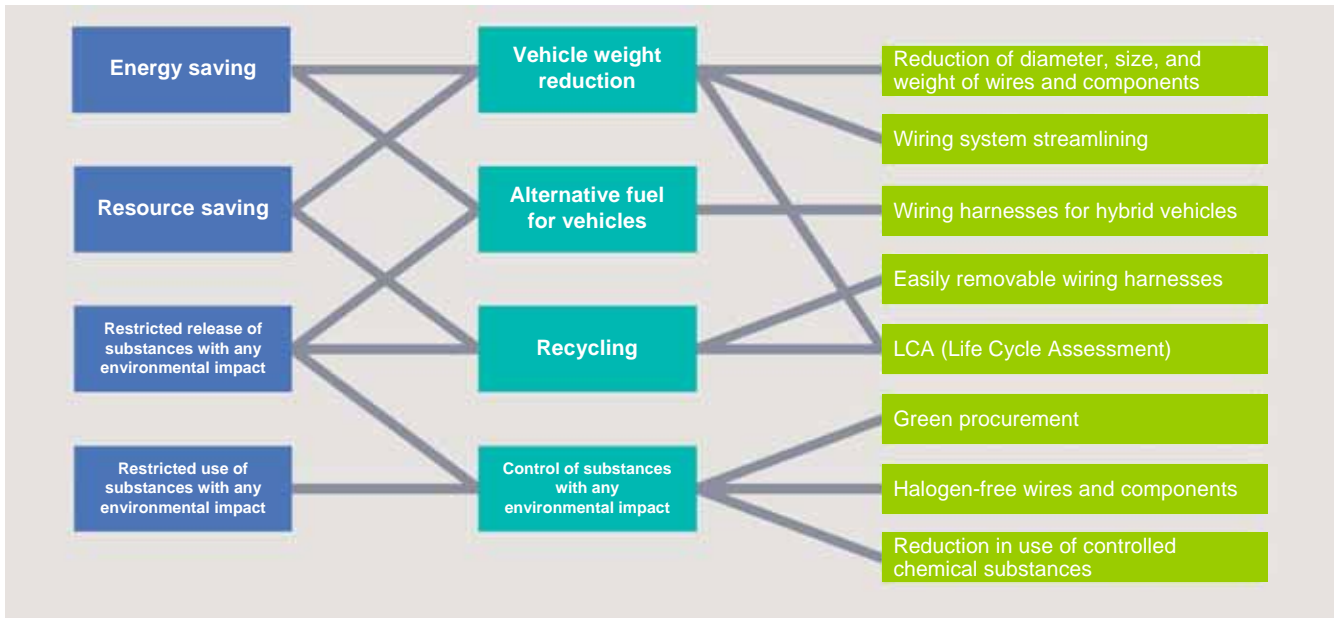 Energy saving
Resource saving
Restricted release of
substances with any
environmental impact
Restricted use of
substances with any
environmental impact
Vehicle weight
reduction
Alternative fuel
for vehicles
Recycling
Control of substances
with any
environmental impact
Reduction of diameter, size, and
weight of wires and components
Wiring system streamlining
Wiring harnesses for hybrid vehicles
Easily removable wiring harnesses
LCA (Life Cycle Assessment)
Green procurement
Halogen-free wires and components
Reduction in use of controlled
chemical substances